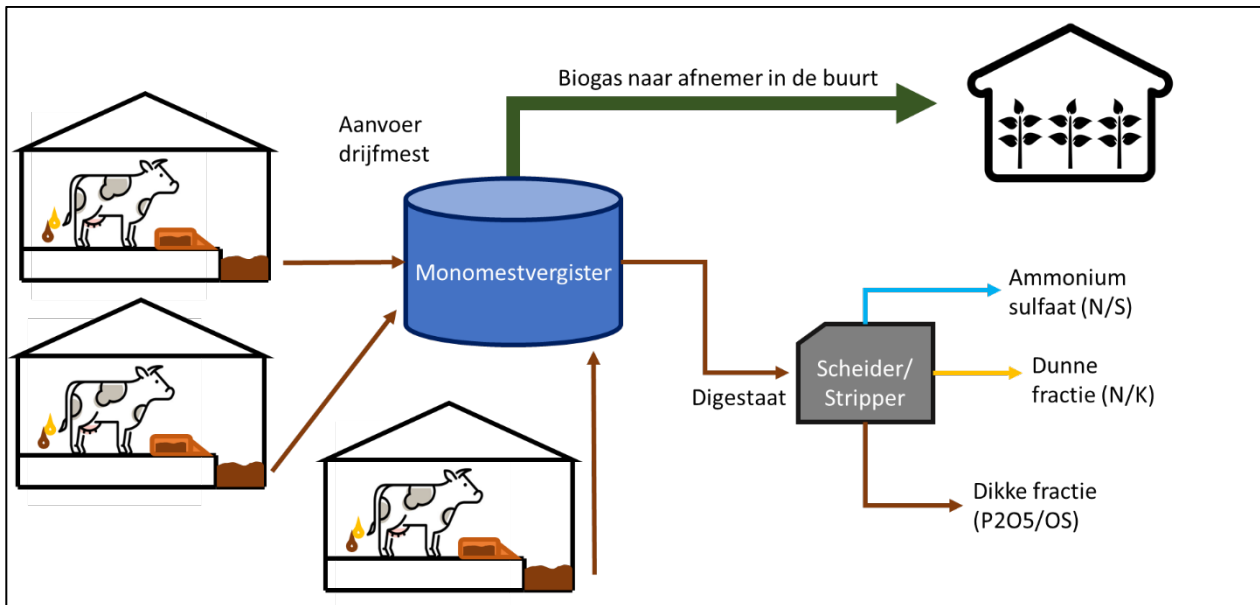 Biogas naar afnemer in de buurt
Aanvoer
drijfmest
Monomestvergister
Digestaat
Scheider/
Stripper
Ammonium
sulfaat (N/S)
Dunne
fractie (N/K)
Dikke fractie
(P2O5/OS)